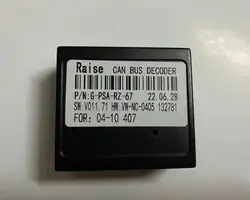 Raise CAN BUS DECODER
P/N:G-PSA-RZ-67 22.06.28
SW:V011.71 HW:VW-NC-0405 132781
FOR: 04-10 407